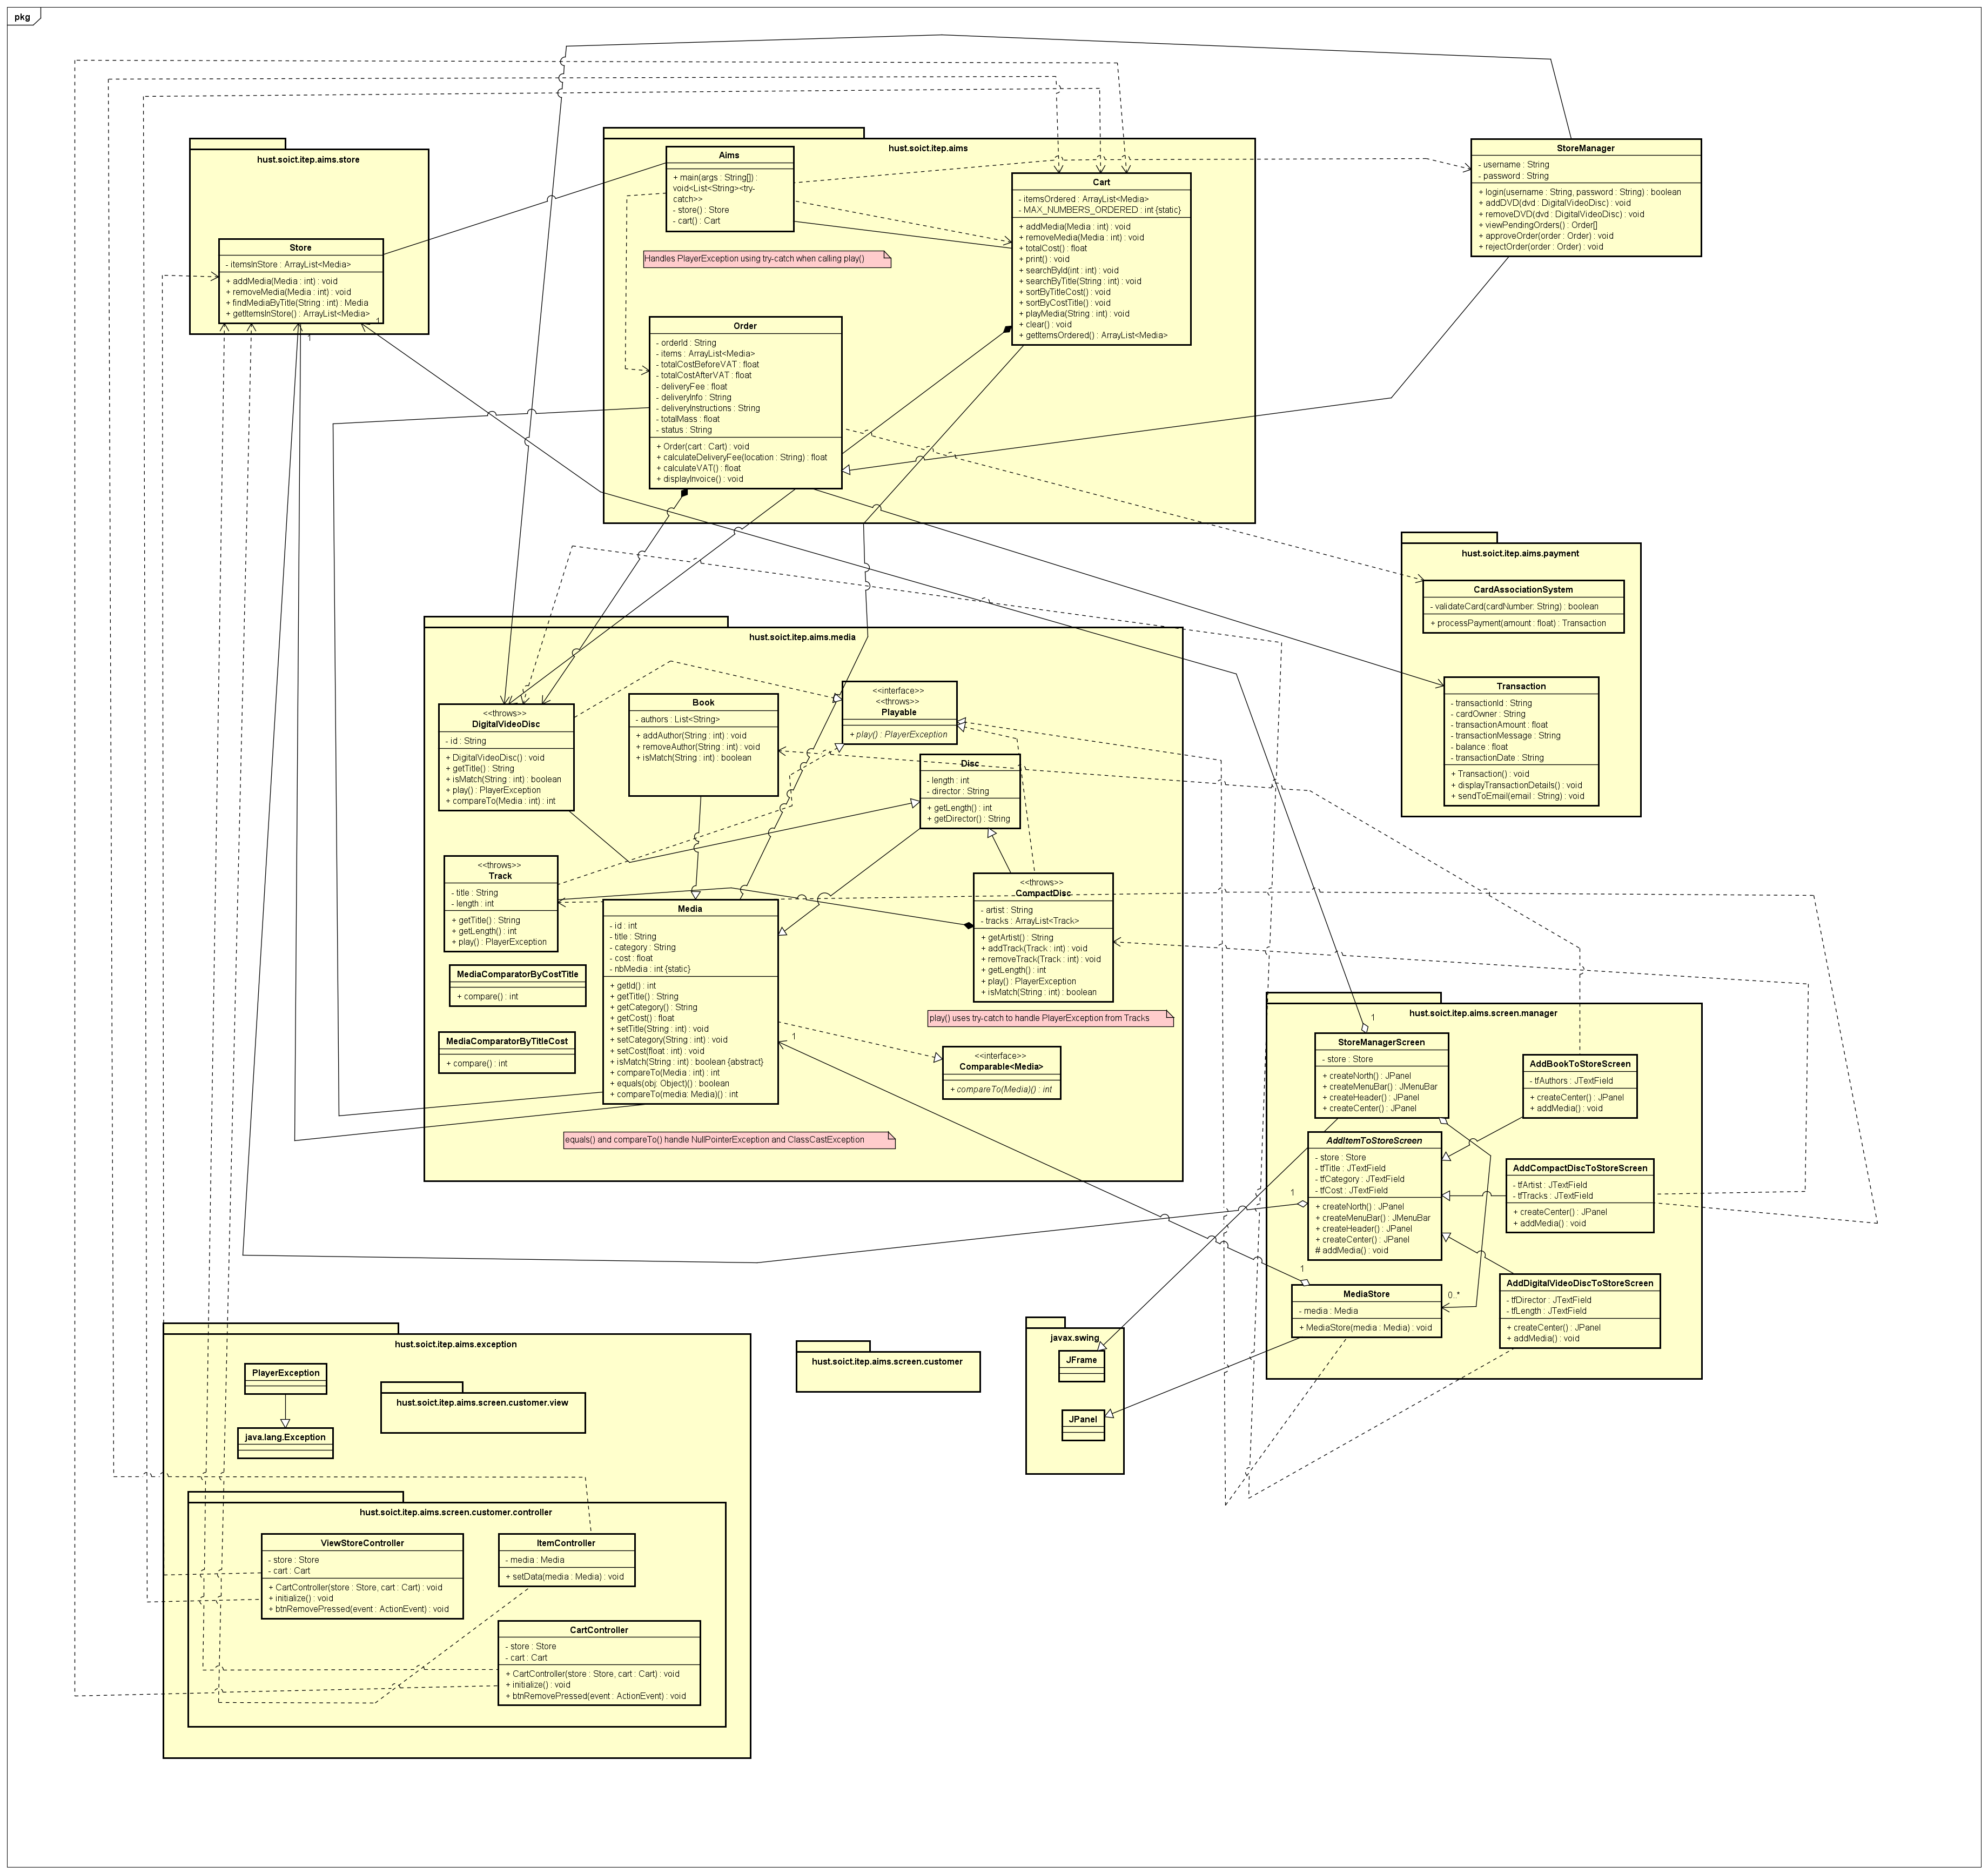 pkg
hust.soict.itep.aims.store
Store
- itemsInStore : ArrayList<Media>
+ addMedia(Media : int) : void
+ removeMedia(Media : int) : void
+ findMediaByTitle(String : int) : Media
+ getItemsInStore() : ArrayList<Media>
1
1
hust.soict.itep.aims
Aims
+ main(args : String[]) :
void<List<String><try-
catch>>
- store() : Store
- cart() : Cart
Handles PlayerException using try-catch when calling play()
Cart
- itemsOrdered : ArrayList<Media>
- MAX_NUMBERS_ORDERED : int {static}
+ addMedia(Media : int) : void
+ removeMedia(Media : int) : void
+ totalCost() : float
+ print() : void
+ searchById(int : int) : void
+ searchByTitle(String : int) : void
+ sortByTitleCost() : void
+ sortByCostTitle() : void
+ playMedia(String : int) : void
+ clear() : void
+ getItemsOrdered() : ArrayList<Media>
Order
- orderId : String
- items : ArrayList<Media>
- totalCostBeforeVAT : float
- totalCostAfterVAT : float
- deliveryFee : float
- deliveryInfo : String
- deliveryInstructions : String
- totalMass : float
- status : String
+ Order(cart : Cart) : void
+ calculateDeliveryFee(location : String) : float
+ calculateVAT() : float
+ displayInvoice() : void
StoreManager
- username : String
- password : String
+ login(username : String, password : String) : boolean
+ addDVD(dvd : DigitalVideoDisc) : void
+ removeDVD(dvd : DigitalVideoDisc) : void
+ viewPendingOrders() : Order[]
+ approveOrder(order : Order) : void
+ rejectOrder(order : Order) : void
hust.soict.itep.aims.payment
CardAssociationSystem
- validateCard(cardNumber: String) : boolean
+ processPayment(amount : float) : Transaction
Transaction
- transactionId : String
- cardOwner : String
- transactionAmount : float
- transactionMessage : String
- balance : float
- transactionDate : String
+ Transaction() : void
+ displayTransactionDetails() : void
+ sendToEmail(email : String) : void
hust.soict.itep.aims.media
<<throws>>
DigitalVideoDisc
- id : String
+ DigitalVideoDisc() : void
+ getTitle() : String
+ isMatch(String : int) : boolean
+ play() : PlayerException
+ compareTo(Media : int) : int
Book
- authors : List<String>
+ addAuthor(String : int) : void
+ removeAuthor(String : int) : void
+ isMatch(String : int) : boolean
<<interface>>
<<throws>>
Playable
+ play() : PlayerException
Disc
- length : int
- director : String
+ getLength() : int
+ getDirector() : String
<<throws>>
Track
- title : String
- length : int
+ getTitle() : String
+ getLength() : int
+ play() : PlayerException
MediaComparatorByCostTitle
+ compare() : int
MediaComparatorByTitleCost
+ compare() : int
Media
- id : int
- title : String
- category : String
- cost : float
- nbMedia : int {static}
+ getId() : int
+ getTitle() : String
+ getCategory() : String
+ getCost() : float
+ setTitle(String : int) : void
+ setCategory(String : int) : void
+ setCost(float : int) : void
+ isMatch(String : int) : boolean {abstract}
+ compareTo(Media : int) : int
+ equals(obj: Object)() : boolean
+ compareTo(media: Media)() : int
1
<<throws>>
CompactDisc
- artist : String
- tracks : ArrayList<Track>
+ getArtist() : String
+ addTrack(Track : int) : void
+ removeTrack(Track : int) : void
+ getLength() : int
+ play() : PlayerException
+ isMatch(String : int) : boolean
play() uses try-catch to handle PlayerException from Tracks
<<interface>>
Comparable<Media>
+ compareTo(Media)() : int
equals() and compareTo() handle NullPointerException and ClassCastException
hust.soict.itep.aims.screen.manager
1
StoreManagerScreen
- store : Store
+ createNorth() : JPanel
+ createMenuBar() : JMenuBar
+ createHeader() : JPanel
+ createCenter() : JPanel
AddBookToStoreScreen
- tfAuthors : JTextField
+ createCenter() : JPanel
+ addMedia() : void
AddItemToStoreScreen
- store : Store
- tfTitle : JTextField
- tfCategory : JTextField
- tfCost : JTextField
+ createNorth() : JPanel
+ createMenuBar() : JMenuBar
+ createHeader() : JPanel
+ createCenter() : JPanel
# addMedia() : void
1
AddCompactDiscToStoreScreen
- tfArtist : JTextField
- tfTracks : JTextField
+ createCenter() : JPanel
+ addMedia() : void
1
MediaStore
- media : Media
+ MediaStore(media : Media) : void
0..*
AddDigitalVideoDiscToStoreScreen
- tfDirector : JTextField
- tfLength : JTextField
+ createCenter() : JPanel
+ addMedia() : void
hust.soict.itep.aims.exception
PlayerException
java.lang.Exception
hust.soict.itep.aims.screen.customer.view
hust.soict.itep.aims.screen.customer
javax.swing
JFrame
JPanel
hust.soict.itep.aims.screen.customer.controller
ViewStoreController
- store : Store
- cart : Cart
+ CartController(store : Store, cart : Cart) : void
+ initialize() : void
+ btnRemovePressed(event : ActionEvent) : void
ItemController
- media : Media
+ setData(media : Media) : void
CartController
- store : Store
- cart : Cart
+ CartController(store : Store, cart : Cart) : void
+ initialize() : void
+ btnRemovePressed(event : ActionEvent) : void